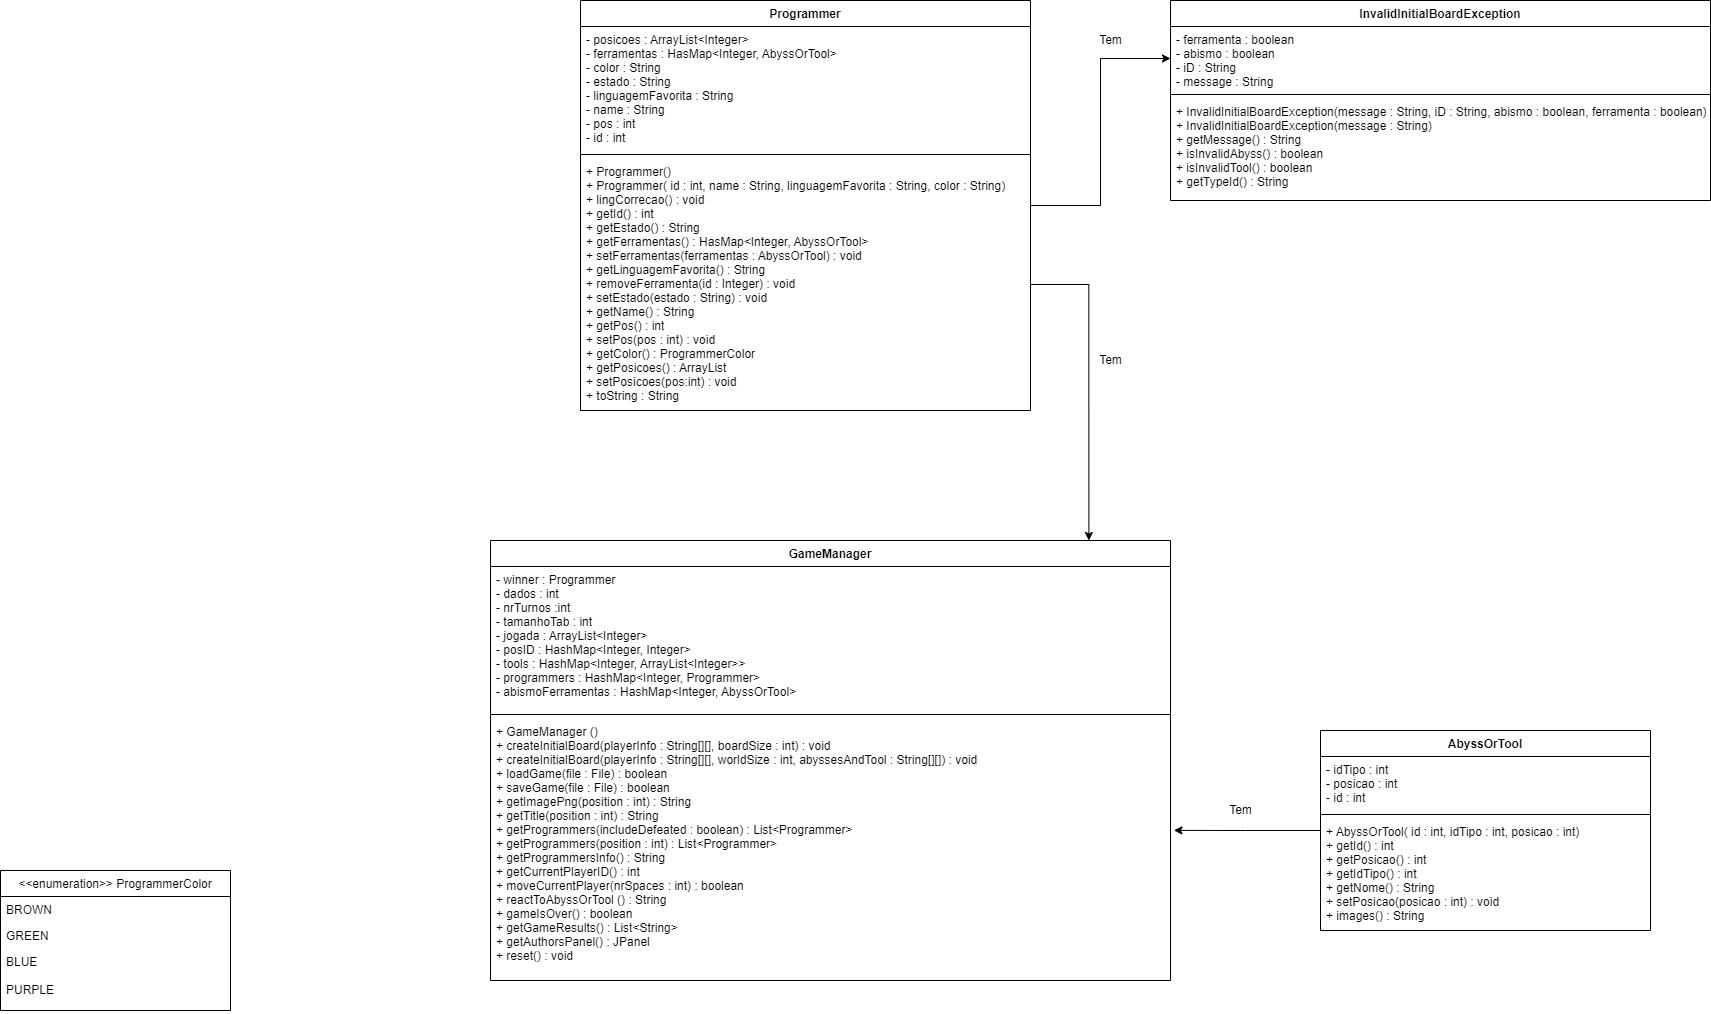 Programmer
- posicoes : ArrayList<Integer>
- ferramentas : HasMap<Integer, AbyssOrTool>
- color : String
- estado : String
- linguagemFavorita : String
- name : String
- pos : int
- id : int
+ Programmer()
+ Programmer( id : int, name : String, linguagemFavorita : String, color : String)
+ lingCorrecao() : void
+ getId() : int
+ getEstado() : String
+ getFerramentas() : HasMap<Integer, AbyssOrTool>
+ setFerramentas(ferramentas : AbyssOrTool) : void
+ getLinguagemFavorita() : String
+ removeFerramenta(id : Integer) : void
+ setEstado(estado : String) : void
+ getName() : String
+ getPos() : int
+ setPos(pos : int) : void
+ getColor() : ProgrammerColor
+ getPosicoes() : ArrayList
+ setPosicoes(pos:int) : void
+ toString : String
Tem
InvalidInitialBoardException
- ferramenta : boolean
- abismo : boolean
- iD : String
- message : String
+ InvalidInitialBoardException(message : String, iD : String, abismo : boolean, ferramenta : boolean)
+ InvalidInitialBoardException(message : String)
+ getMessage() : String
+ isInvalidAbyss() : boolean
+ isInvalidTool() : boolean
+ getTypeId() : String
Tem
GameManager
- winner : Programmer
- dados : int
- nrTurnos :int
- tamanhoTab : int
- jogada : ArrayList<Integer>
- posID : HashMap<Integer, Integer>
- tools : HashMap<Integer, ArrayList<Integer>>
- programmers : HashMap<Integer, Programmer>
- abismoFerramentas : HashMap<Integer, AbyssOrTool>
+ GameManager ()
+ createInitialBoard(playerInfo : String[][], boardSize : int) : void
+ createInitialBoard(playerInfo : String[][], worldSize : int, abyssesAndTool : String[][]) : void
+ loadGame(file : File) : boolean
+ saveGame(file : File) : boolean
+ getImagePng(position : int) : String
+ getTitle(position : int) : String
+ getProgrammers(includeDefeated : boolean) : List<Programmer>
+ getProgrammers(position : int) : List<Programmer>
+ getProgrammersInfo() : String
+ getCurrentPlayerID() : int
+ moveCurrentPlayer(nrSpaces : int) : boolean
+ reactToAbyssOrTool () : String
+ gameIsOver() : boolean
+ getGameResults() : List<String>
+ getAuthorsPanel() : JPanel
+ reset() : void
Tem
AbyssOrTool
- idTipo : int
- posicao : int
- id : int
+ AbyssOrTool( id : int, idTipo : int, posicao : int)
+ getId() : int
+ getPosicao() : int
+ getIdTipo() : int
+ getNome() : String
+ setPosicao(posicao : int) : void
+ images() : String
<<enumeration>> ProgrammerColor
BROWN
GREEN
BLUE
PURPLE